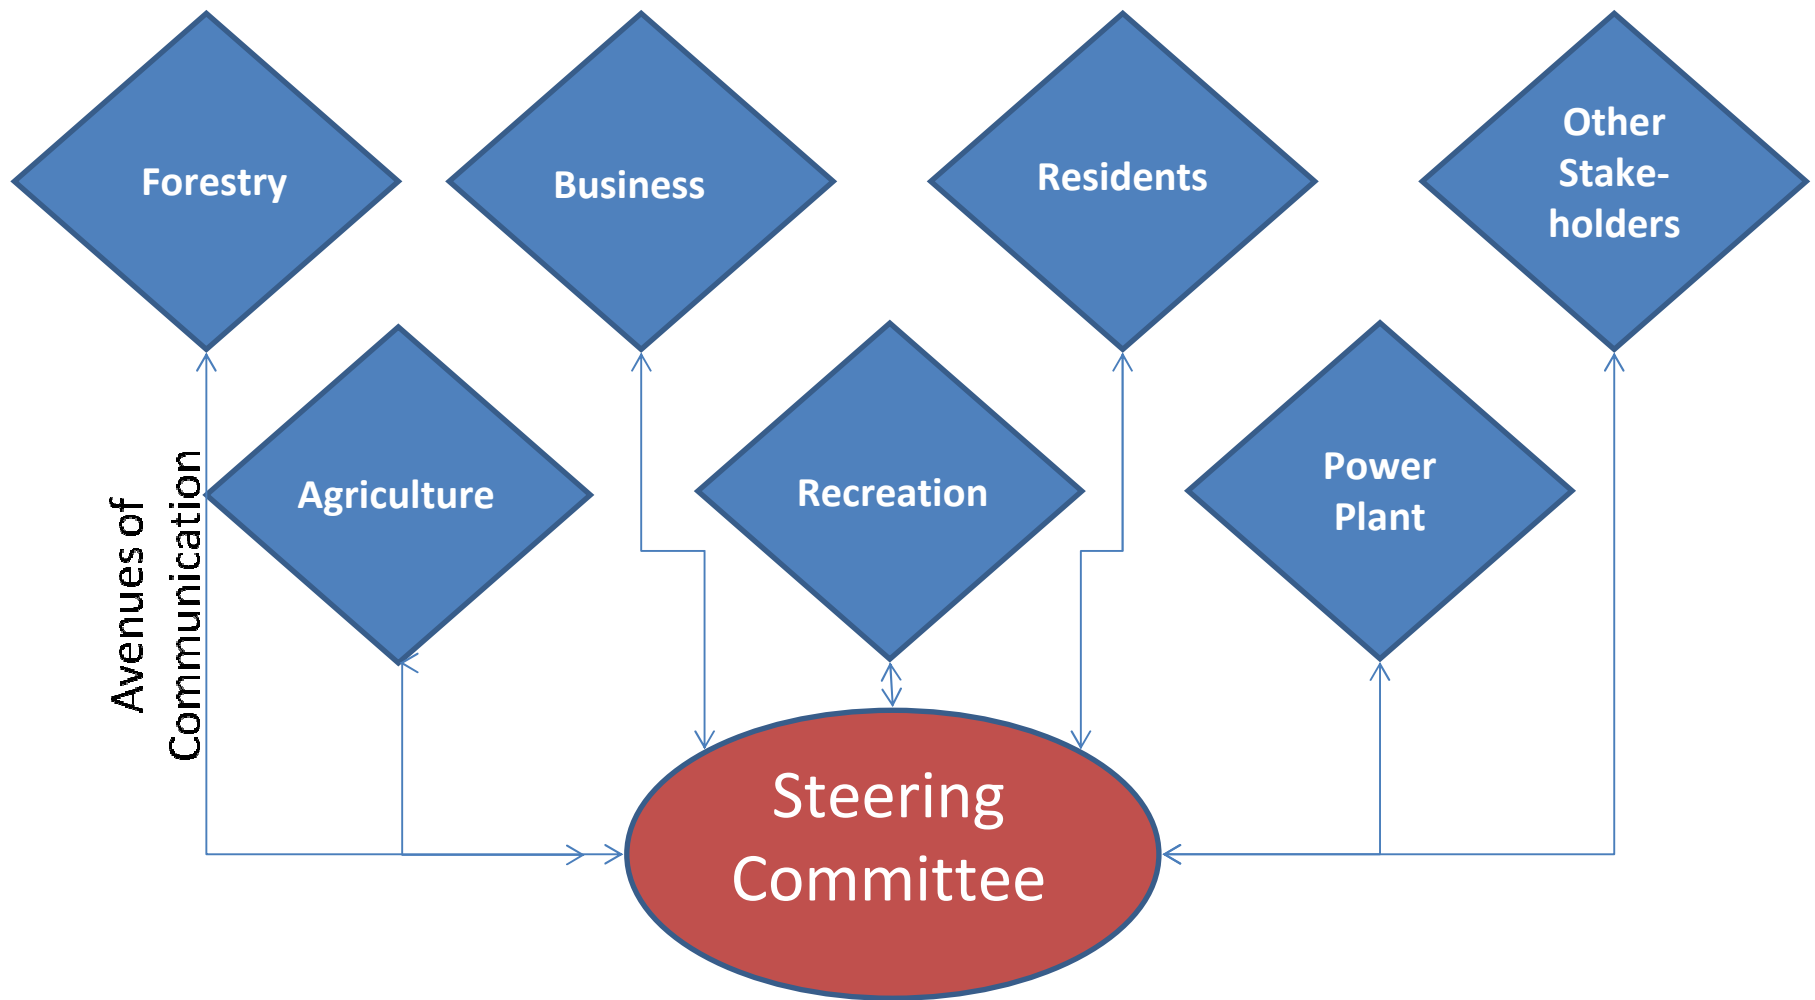 Forestry
Business
Residents
Other
Stake-
holders
Agriculture
Recreation
Power
Plant
Avenues of
Communication
Steering
Committee